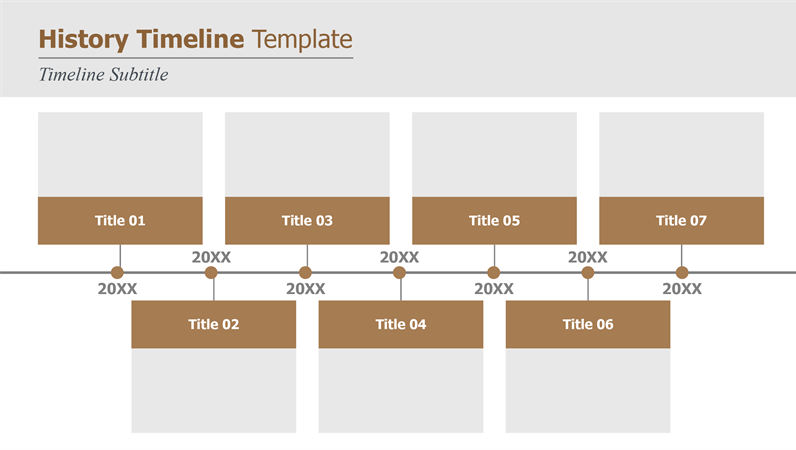 History Timeline Template
Timeline Subtitle
Title 01
Title 03
Title 05
Title 07
20XX
20XX
20XX
20XX
20XX
20XX
20XX
Title 02
Title 04
Title 06